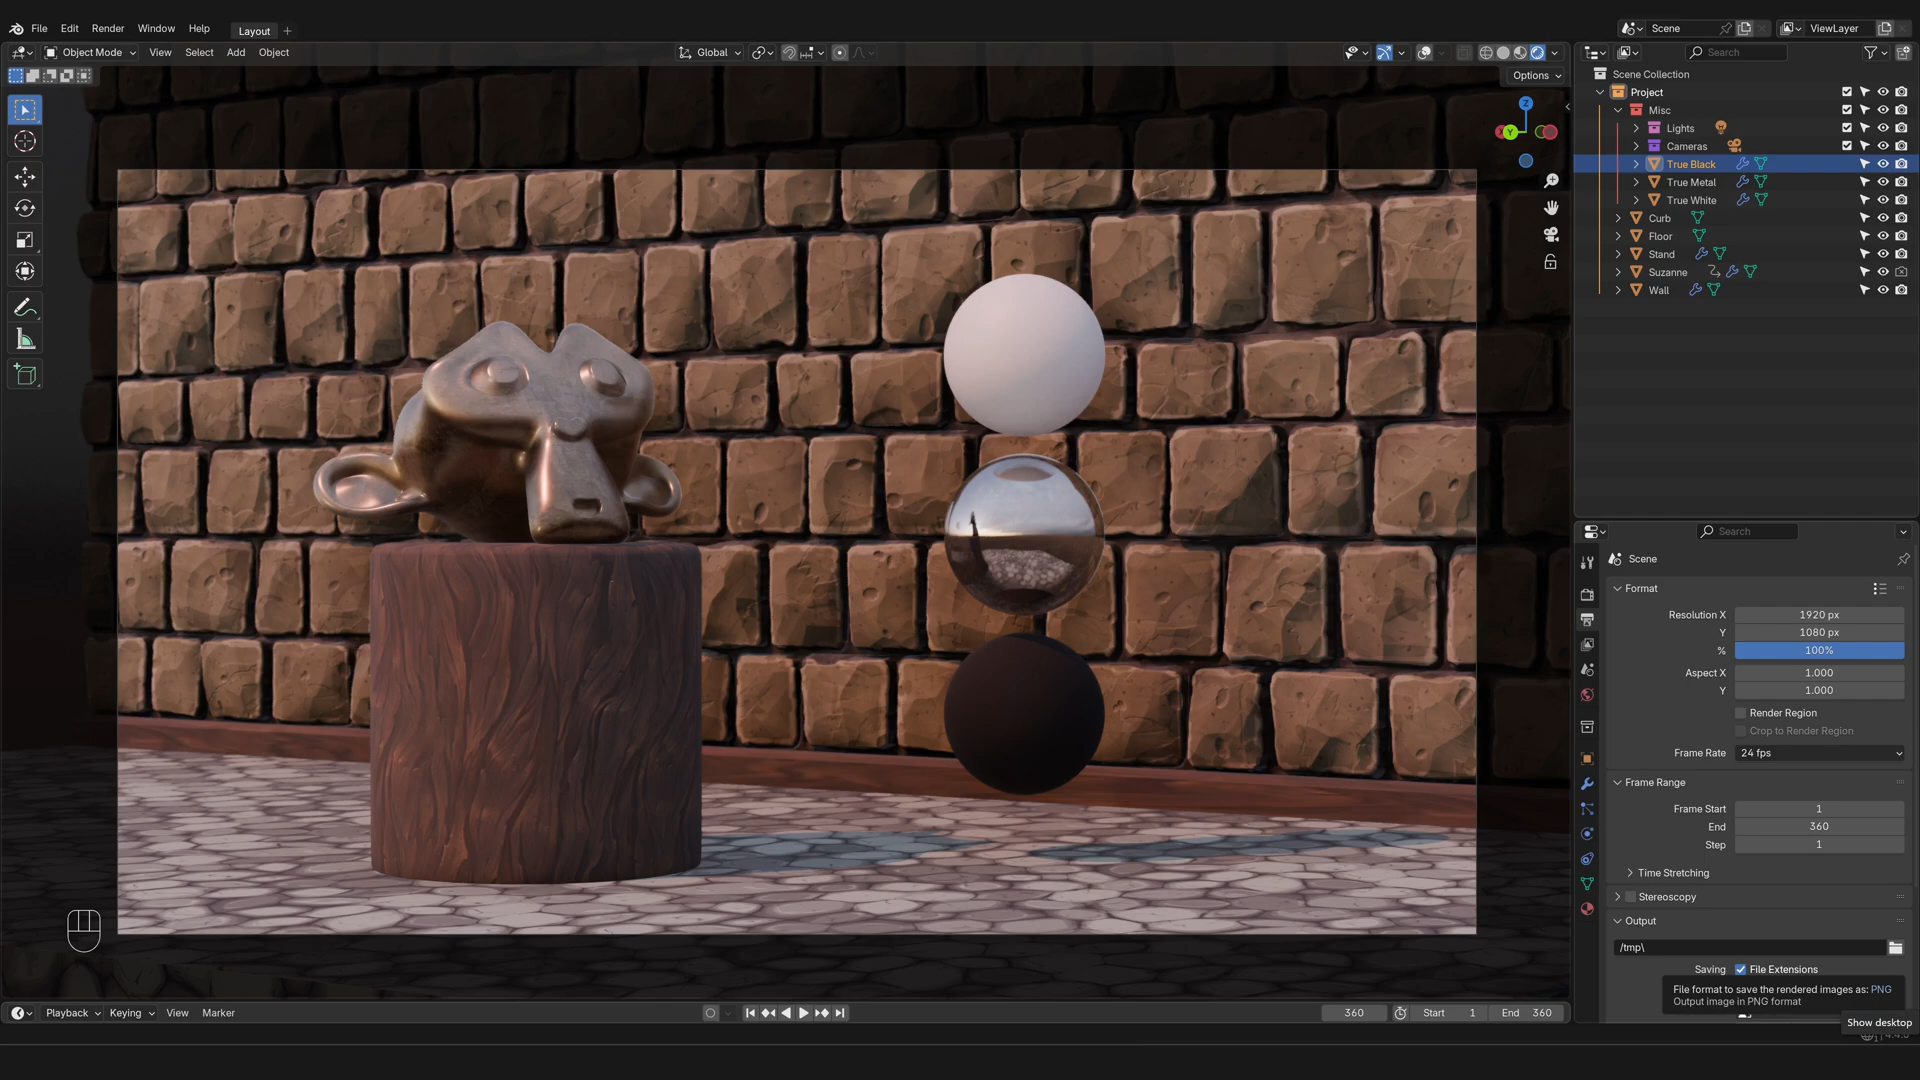 File Edit Render Window Help Layout Scene ViewLayer
Object Mode View Select Add Object Global Search
Options
Scene Collection
Project
Misc
Lights
Cameras
True Black
True Metal
True White
Curb
Floor
Stand
Suzanne
Wall
Z
Y
Search
Scene
Format
Resolution X 1920 px
Y 1080 px
% 100%
Aspect X 1.000
Y 1.000
Render Region
Crop to Render Region
Frame Rate 24 fps
Frame Range
Frame Start 1
End 360
Step 1
Time Stretching
Stereoscopy
Output
/tmp\
Saving File Extensions
File format to save the rendered images as: PNG
Output image in PNG format
Playback Keying View Marker 360 Start 1 End 360
Show desktop